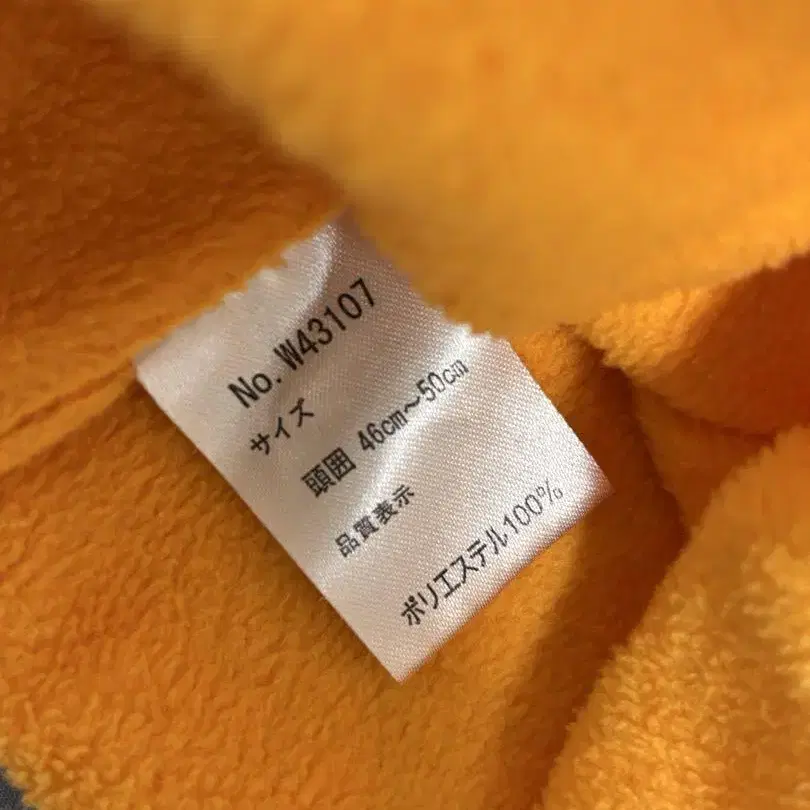 No. W43107
サイズ
頭囲 46cm～50cm
品質表示
ポリエステル100%